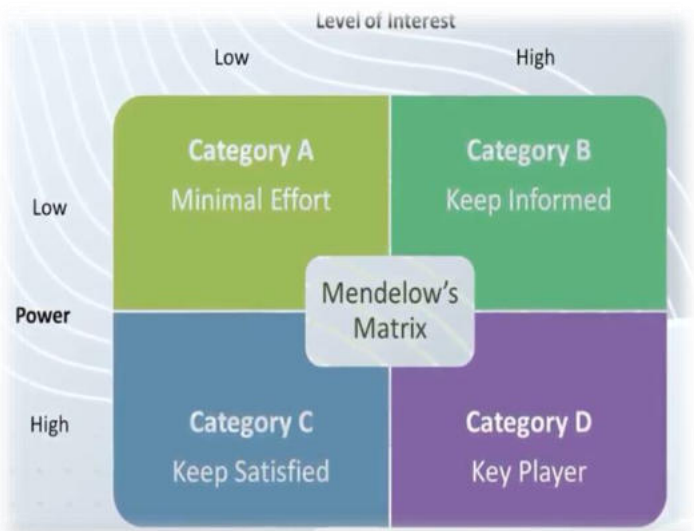 Level of Interest
Low
High
Category A
Minimal Effort
Category B
Keep Informed
Low
Mendelow's
Matrix
Power
High
Category C
Keep Satisfied
Category D
Key Player